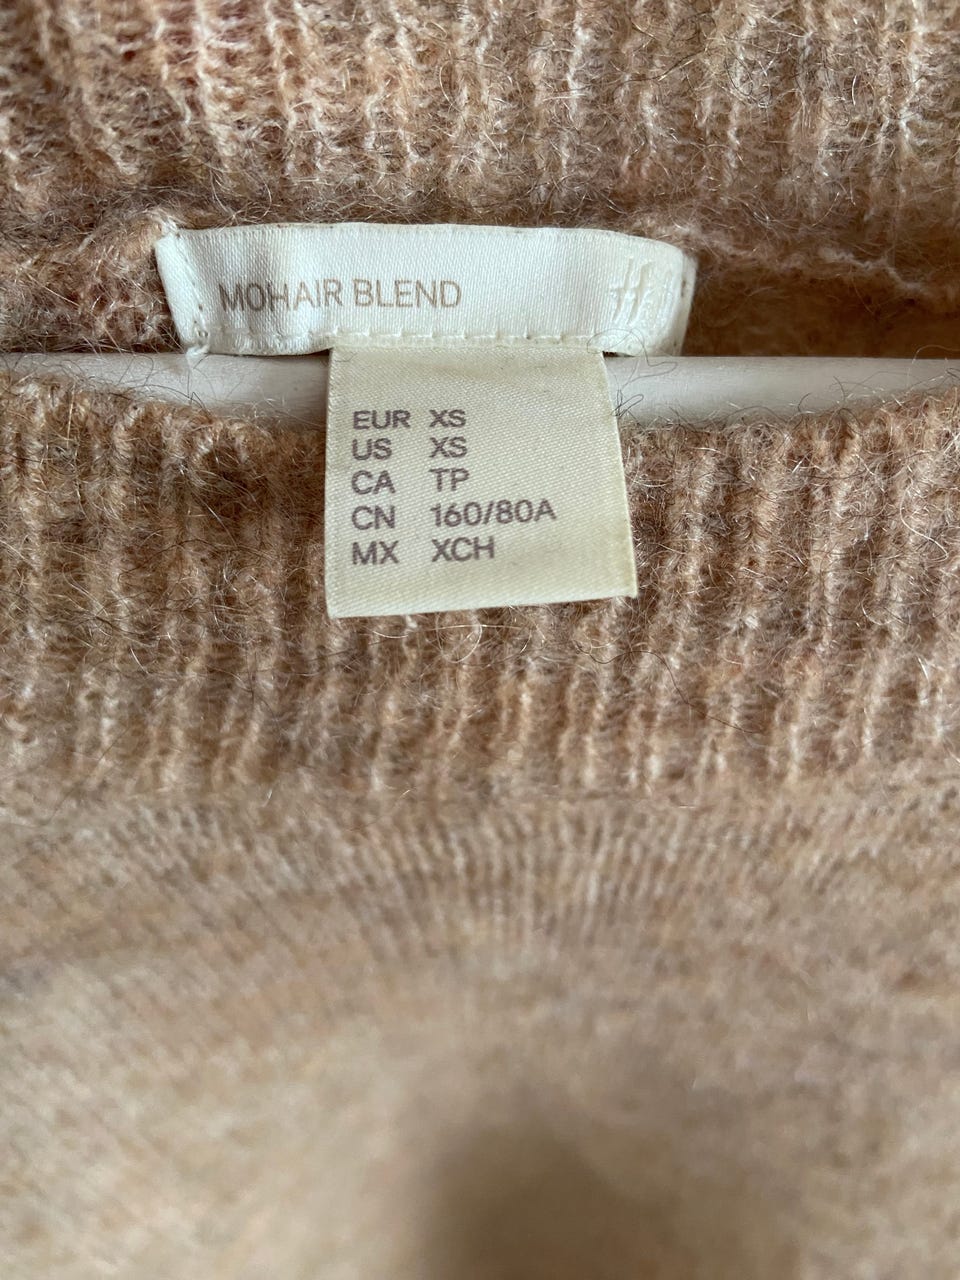 MOHAIR BLEND
EUR XS
US XS
CA TP
CN 160/80A
MX XCH